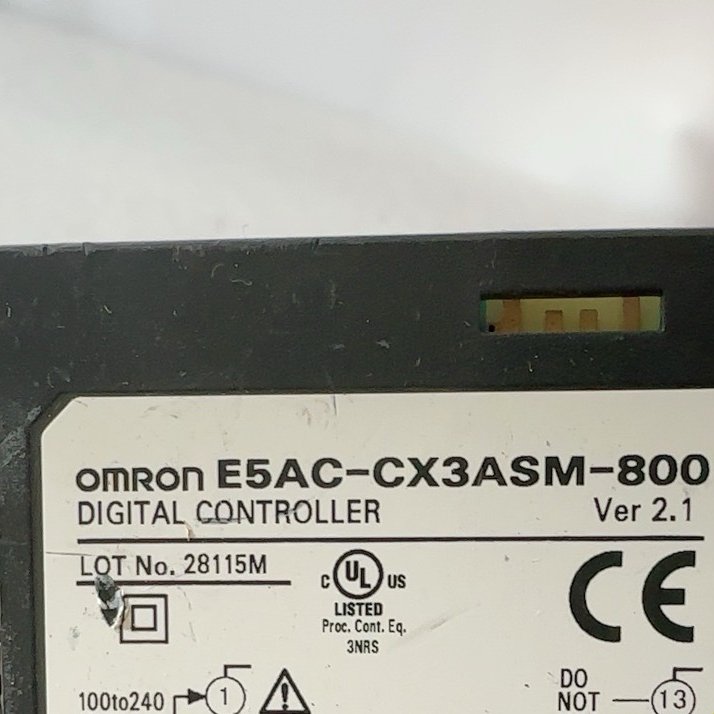 omron E5AC-CX3ASM-800
DIGITAL CONTROLLER Ver 2.1
LOT No. 28115M
C UL US
LISTED
Proc. Cont. Eq.
3NRS
CE
100to240 1
DO
NOT 13